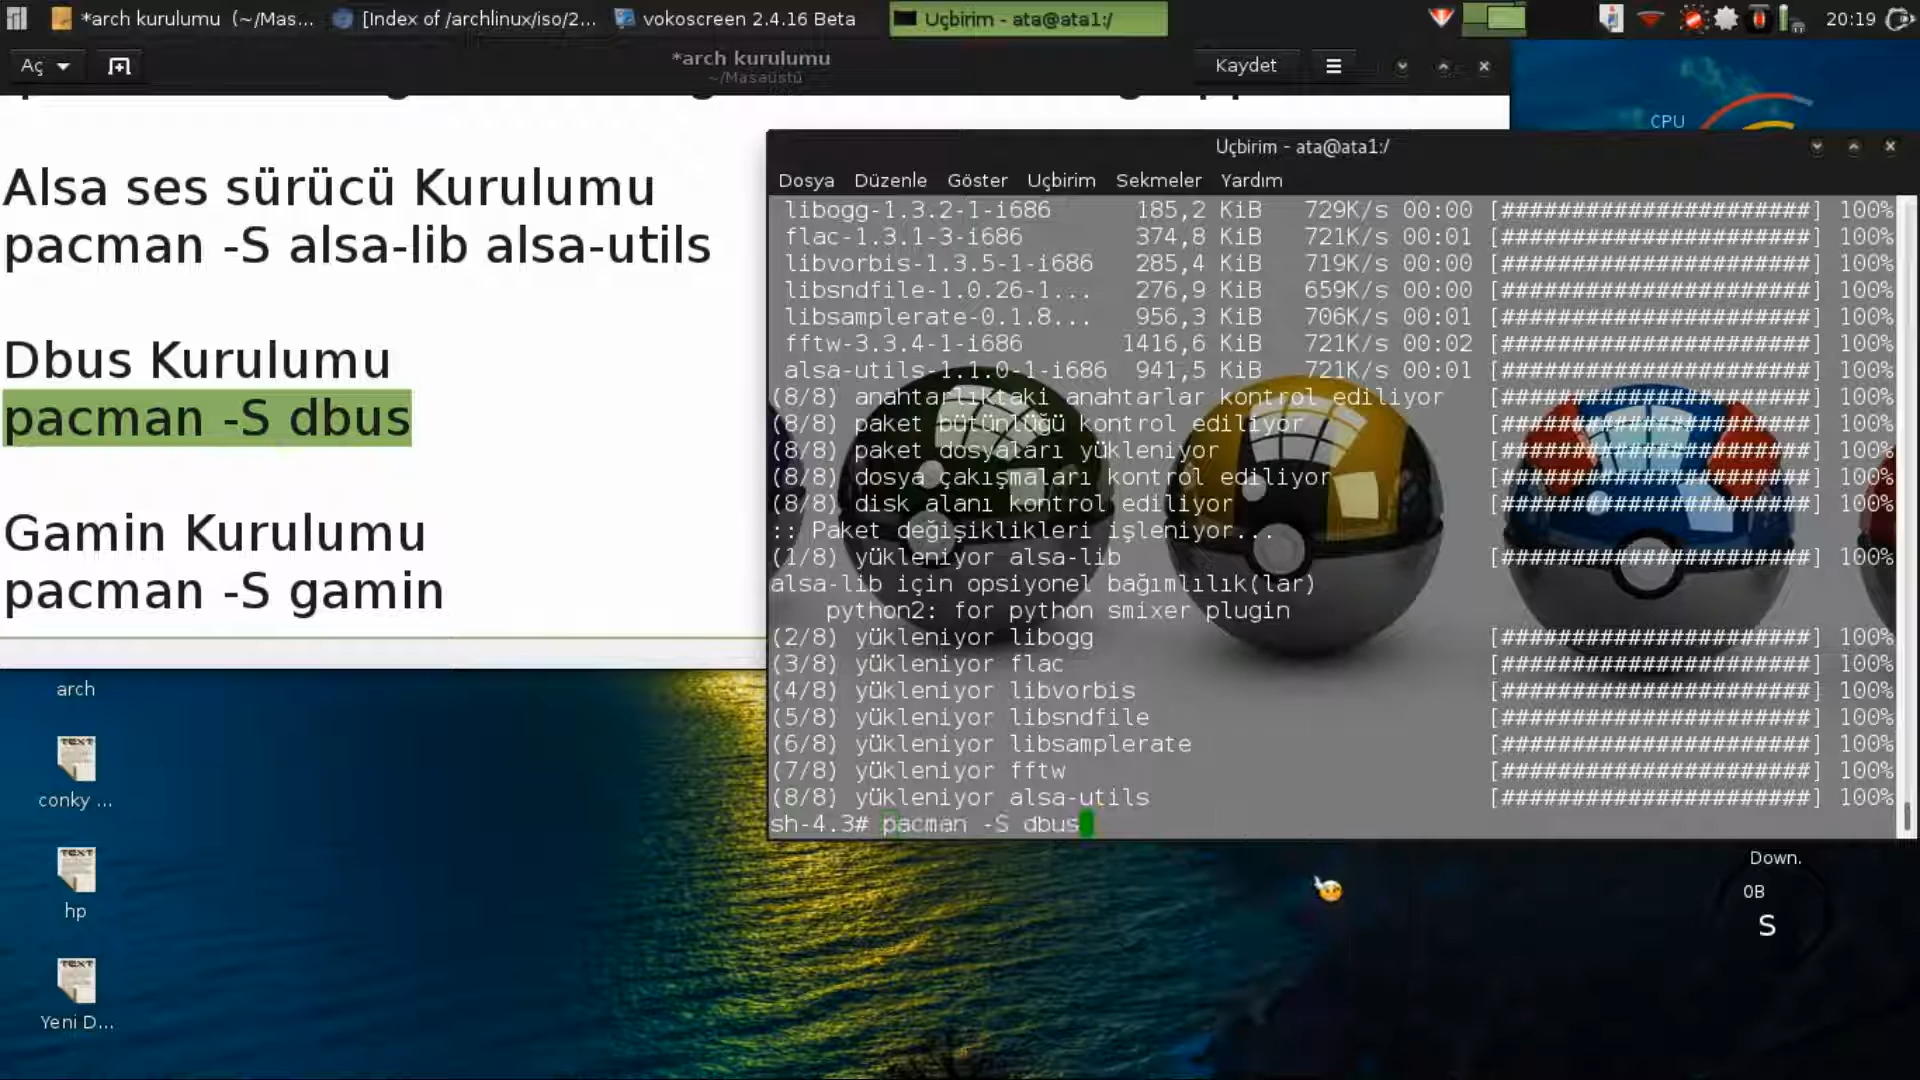 *arch kurulumu  (~/Mas...
[Index of /archlinux/iso/2...
vokoscreen 2.4.16 Beta
Uçbirim - ata@ata1:/
20:19
Aç
*arch kurulumu
~/Masaüstü
Kaydet
CPU
Alsa ses sürücü Kurulumu
pacman -S alsa-lib alsa-utils
Dbus Kurulumu
pacman -S dbus
Gamin Kurulumu
pacman -S gamin
Uçbirim - ata@ata1:/
Dosya Düzenle Göster Uçbirim Sekmeler Yardım
libogg-1.3.2-1-i686 185,2 KiB 729K/s 00:00 [######################] 100%
flac-1.3.1-3-i686 374,8 KiB 721K/s 00:01 [######################] 100%
libvorbis-1.3.5-1-i686 285,4 KiB 719K/s 00:00 [######################] 100%
libsndfile-1.0.26-1... 276,9 KiB 659K/s 00:00 [######################] 100%
libsamplerate-0.1.8... 956,3 KiB 706K/s 00:01 [######################] 100%
fftw-3.3.4-1-i686 1416,6 KiB 721K/s 00:02 [######################] 100%
alsa-utils-1.1.0-1-i686 941,5 KiB 721K/s 00:01 [######################] 100%
(8/8) anahtarlıktaki anahtarlar kontrol ediliyor [######################] 100%
(8/8) paket bütünlüğü kontrol ediliyor [######################] 100%
(8/8) paket dosyaları yükleniyor [######################] 100%
(8/8) dosya çakışmaları kontrol ediliyor [######################] 100%
(8/8) disk alanı kontrol ediliyor [######################] 100%
:: Paket değişiklikleri işleniyor...
(1/8) yükleniyor alsa-lib [######################] 100%
alsa-lib için opsiyonel bağımlılık(lar)
python2: for python smixer plugin
(2/8) yükleniyor libogg [######################] 100%
(3/8) yükleniyor flac [######################] 100%
(4/8) yükleniyor libvorbis [######################] 100%
(5/8) yükleniyor libsndfile [######################] 100%
(6/8) yükleniyor libsamplerate [######################] 100%
(7/8) yükleniyor fftw [######################] 100%
(8/8) yükleniyor alsa-utils [######################] 100%
sh-4.3# pacman -S dbus
arch
TEXT
conky ...
TEXT
hp
TEXT
Yeni D...
Down.
0B
S